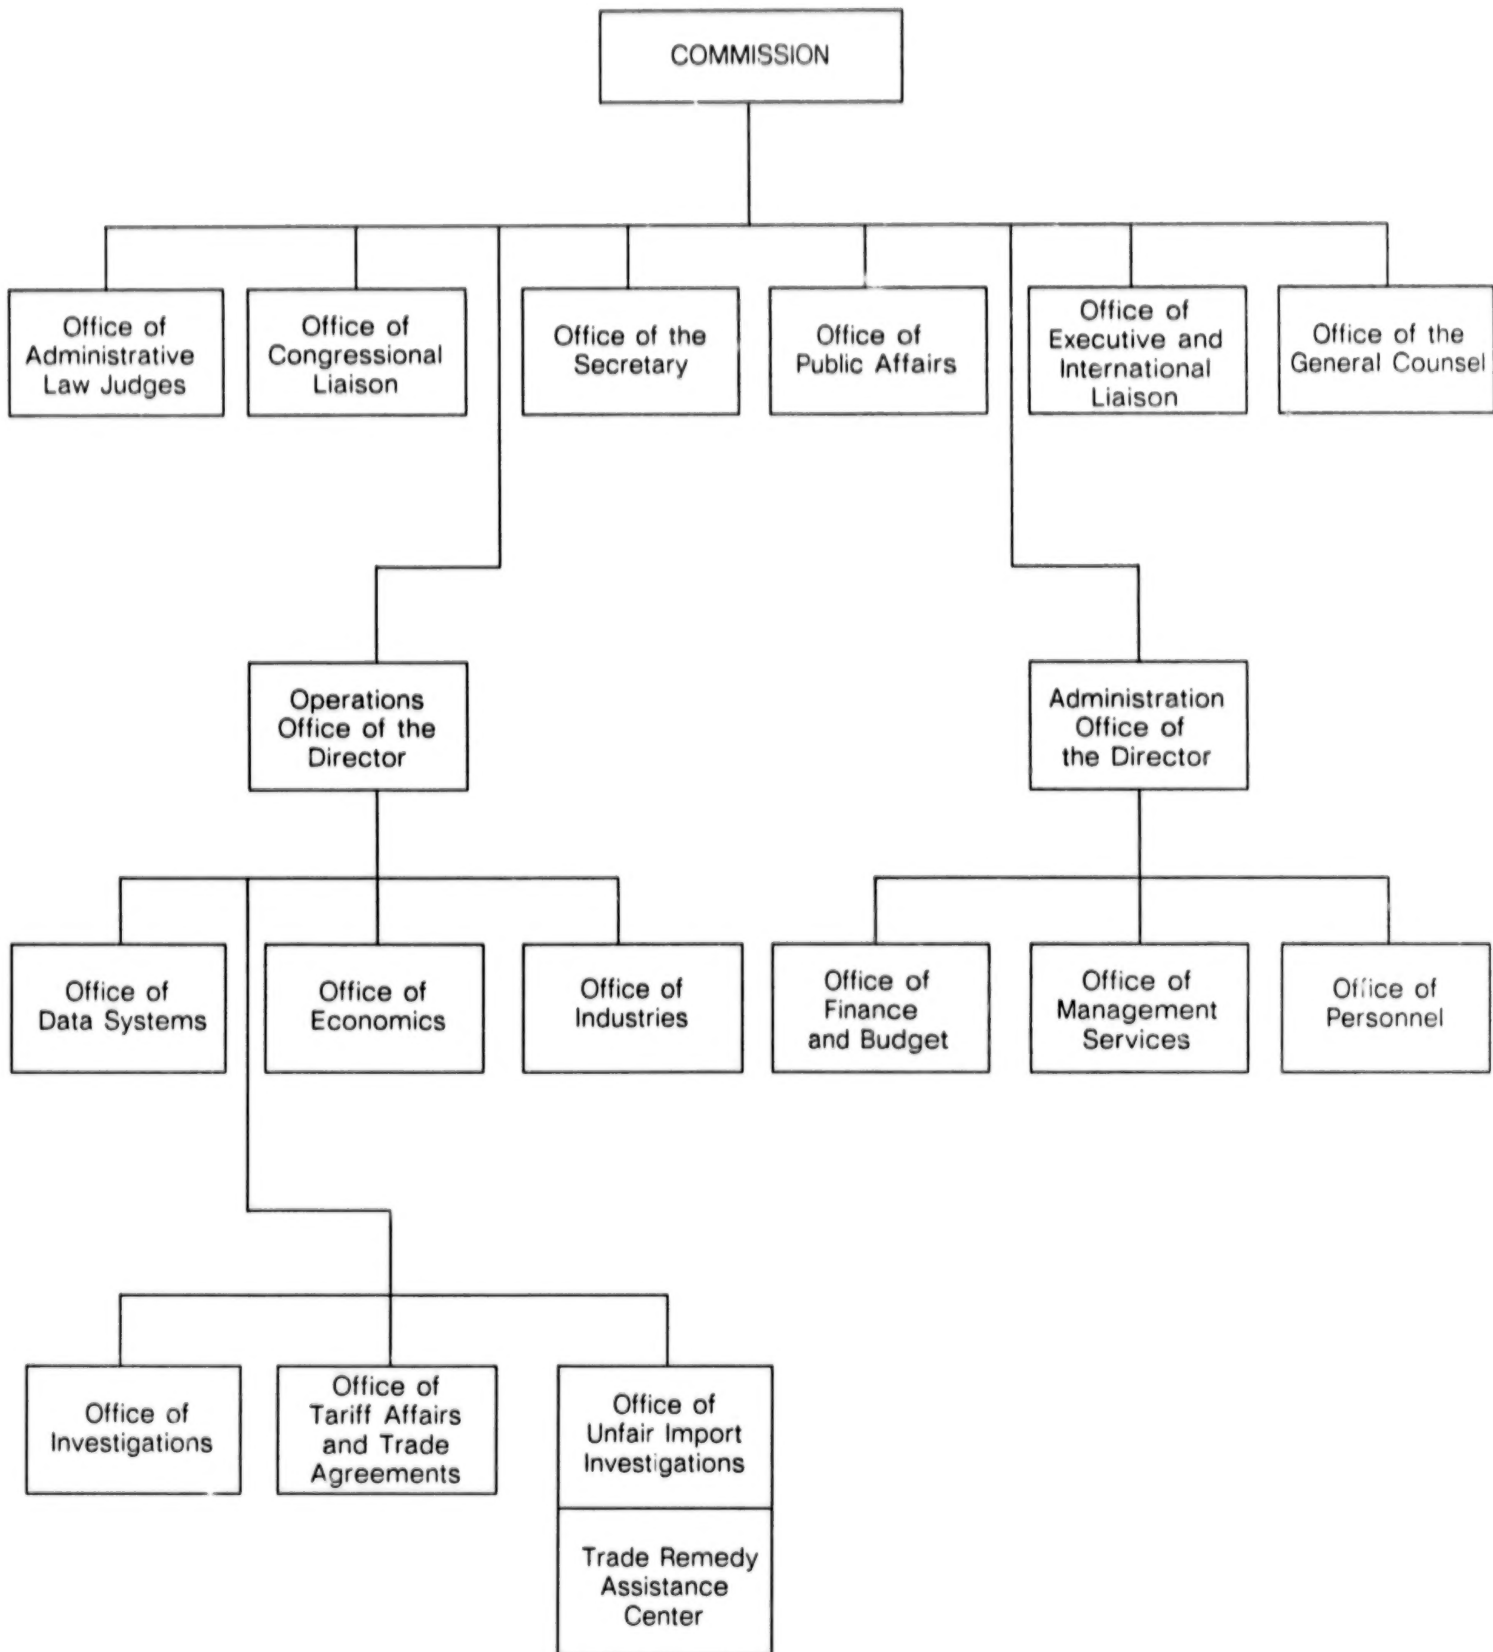 COMMISSION
Office of
Administrative
Law Judges
Office of
Congressional
Liaison
Office of the
Secretary
Office of
Public Affairs
Office of
Executive and
International
Liaison
Office of the
General Counsel
Operations
Office of the
Director
Administration
Office of
the Director
Office of
Data Systems
Office of
Economics
Office of
Industries
Office of
Finance
and Budget
Office of
Management
Services
Office of
Personnel
Office of
Investigations
Office of
Tariff Affairs
and Trade
Agreements
Office of
Unfair Import
Investigations
Trade Remedy
Assistance
Center